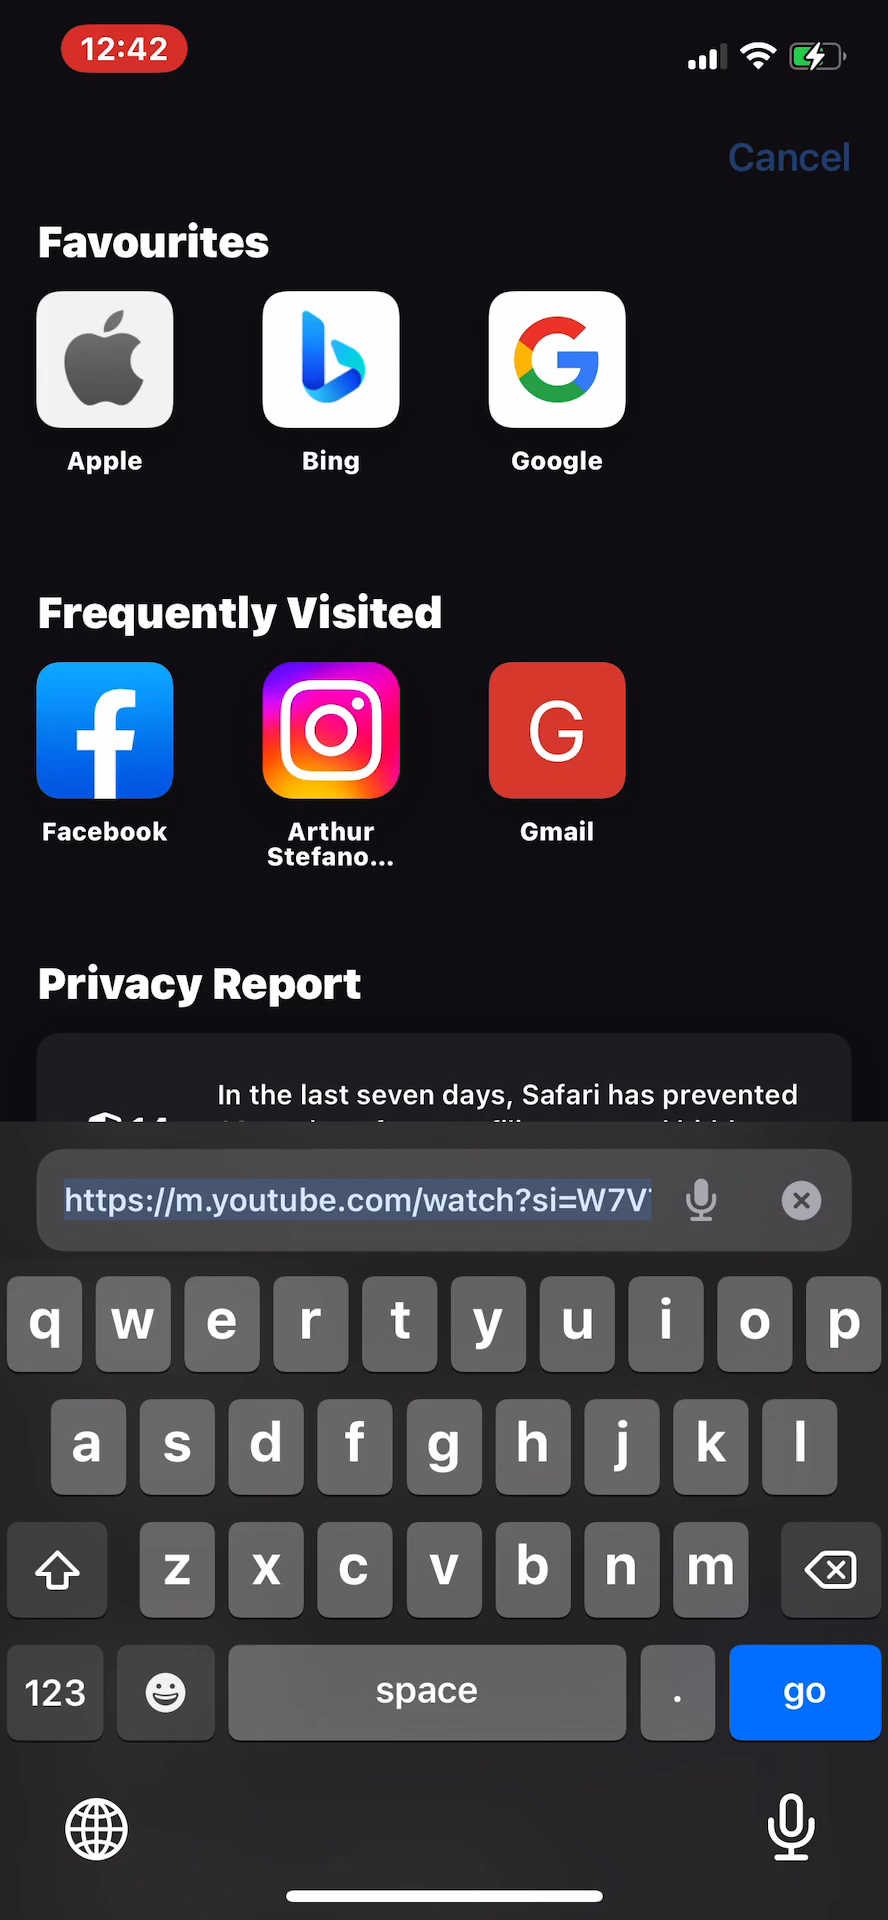 12:42
Cancel
Favourites
Apple
Bing
Google
Frequently Visited
Facebook
Arthur
Stefano...
Gmail
G
Privacy Report
In the last seven days, Safari has prevented
https://m.youtube.com/watch?si=W7V
q w e r t y u i o p
a s d f g h j k l
z x c v b n m
123 space . go